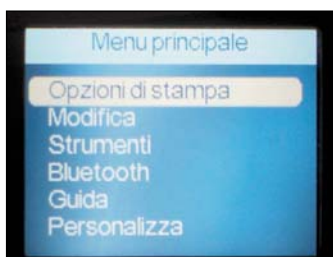 Menu principale
Opzioni di stampa
Modifica
Strumenti
Bluetooth
Guida
Personalizza